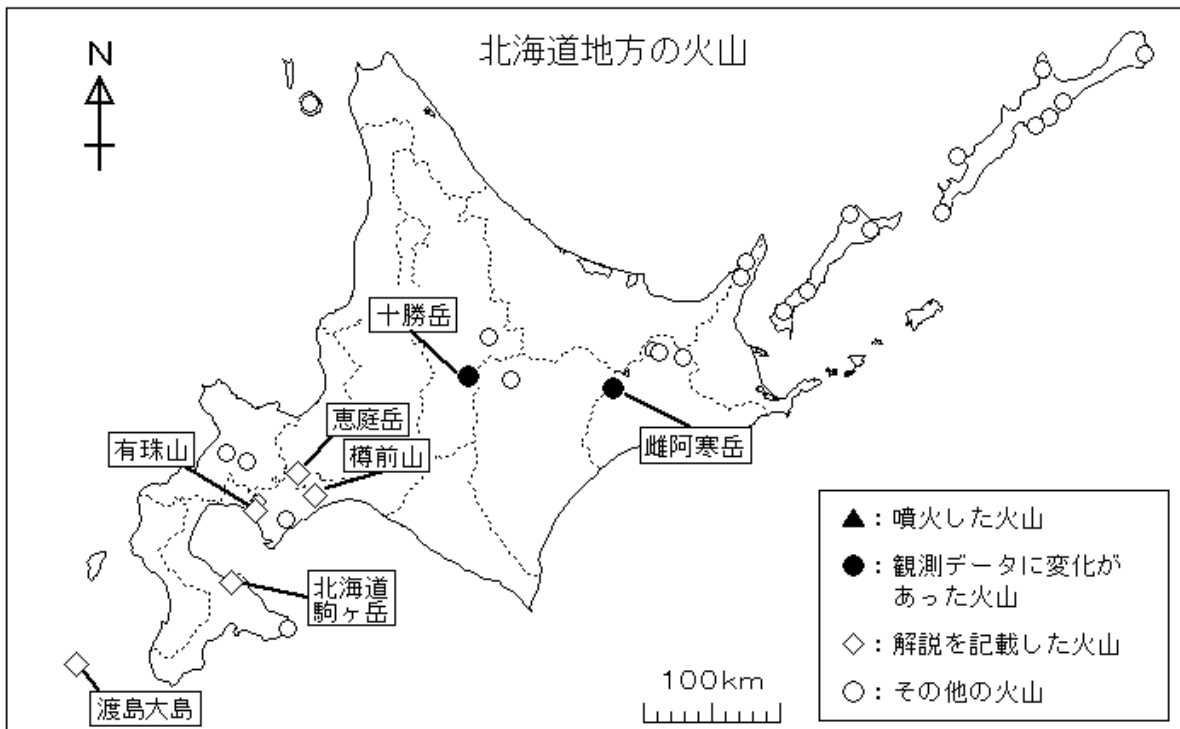 北海道地方の火山
N
十勝岳
恵庭岳
有珠山
樽前山
雌阿寒岳
北海道
駒ヶ岳
渡島大島
100km
▲：噴火した火山
●：観測データに変化が
あった火山
◇：解説を記載した火山
○：その他の火山